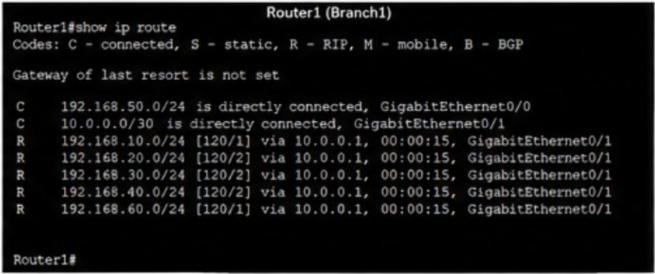 Router1 (Branch1)
Router1#show ip route
Codes: C - connected, S - static, R - RIP, M - mobile, B - BGP
Gateway of last resort is not set
C 192.168.50.0/24 is directly connected, GigabitEthernet0/0
C 10.0.0.0/30 is directly connected, GigabitEthernet0/1
R 192.168.10.0/24 [120/1] via 10.0.0.1, 00:00:15, GigabitEthernet0/1
R 192.168.20.0/24 [120/2] via 10.0.0.1, 00:00:15, GigabitEthernet0/1
R 192.168.30.0/24 [120/2] via 10.0.0.1, 00:00:15, GigabitEthernet0/1
R 192.168.40.0/24 [120/2] via 10.0.0.1, 00:00:15, GigabitEthernet0/1
R 192.168.60.0/24 [120/1] via 10.0.0.1, 00:00:15, GigabitEthernet0/1
Router1#